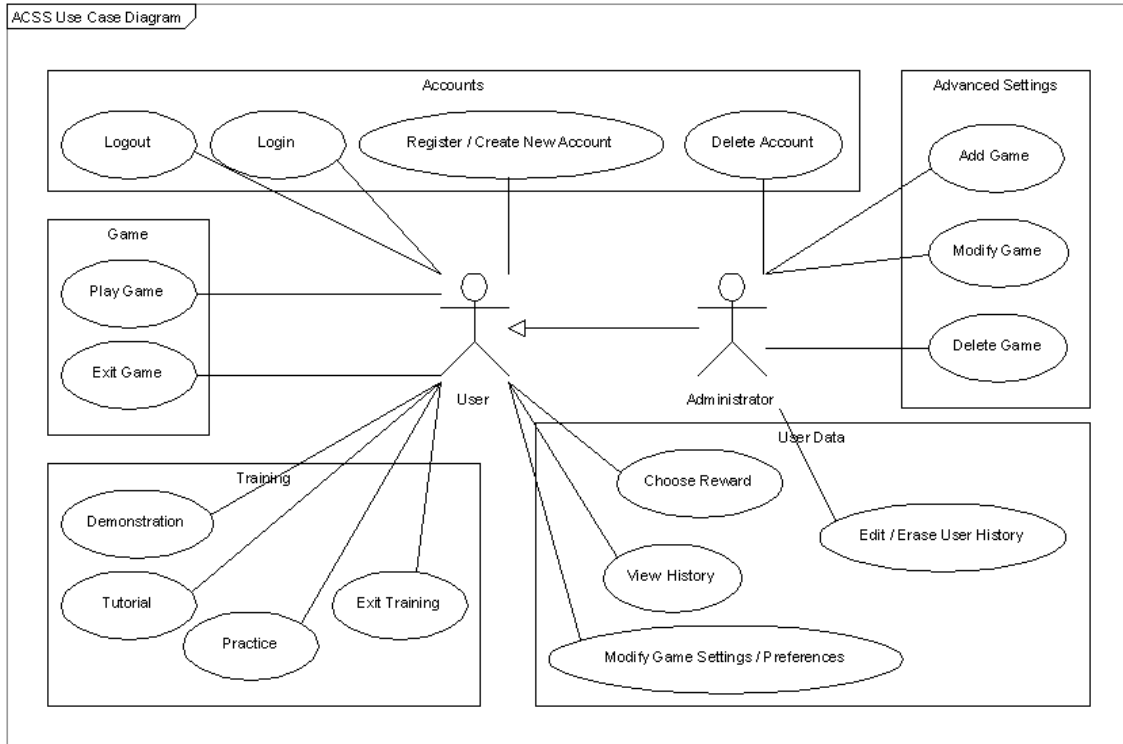 ACSS Use Case Diagram
Accounts
Advanced Settings
Logout
Login
Register / Create New Account
Delete Account
Add Game
Game
Modify Game
Play Game
Delete Game
Exit Game
User
Administrator
User Data
Training
Choose Reward
Demonstration
Edit / Erase User History
View History
Tutorial
Exit Training
Practice
Modify Game Settings / Preferences